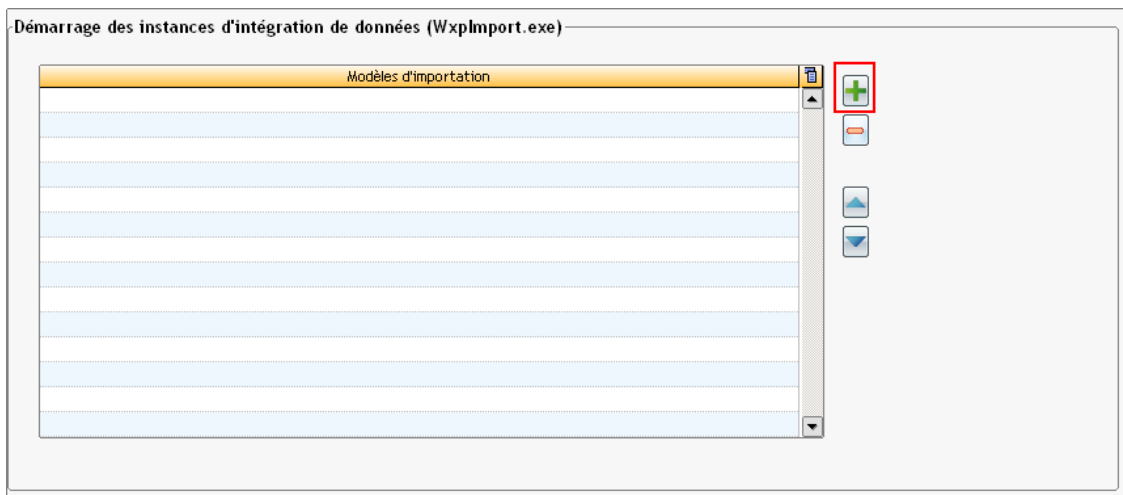 Démarrage des instances d'intégration de données (WxpImport.exe)
Modèles d'importation